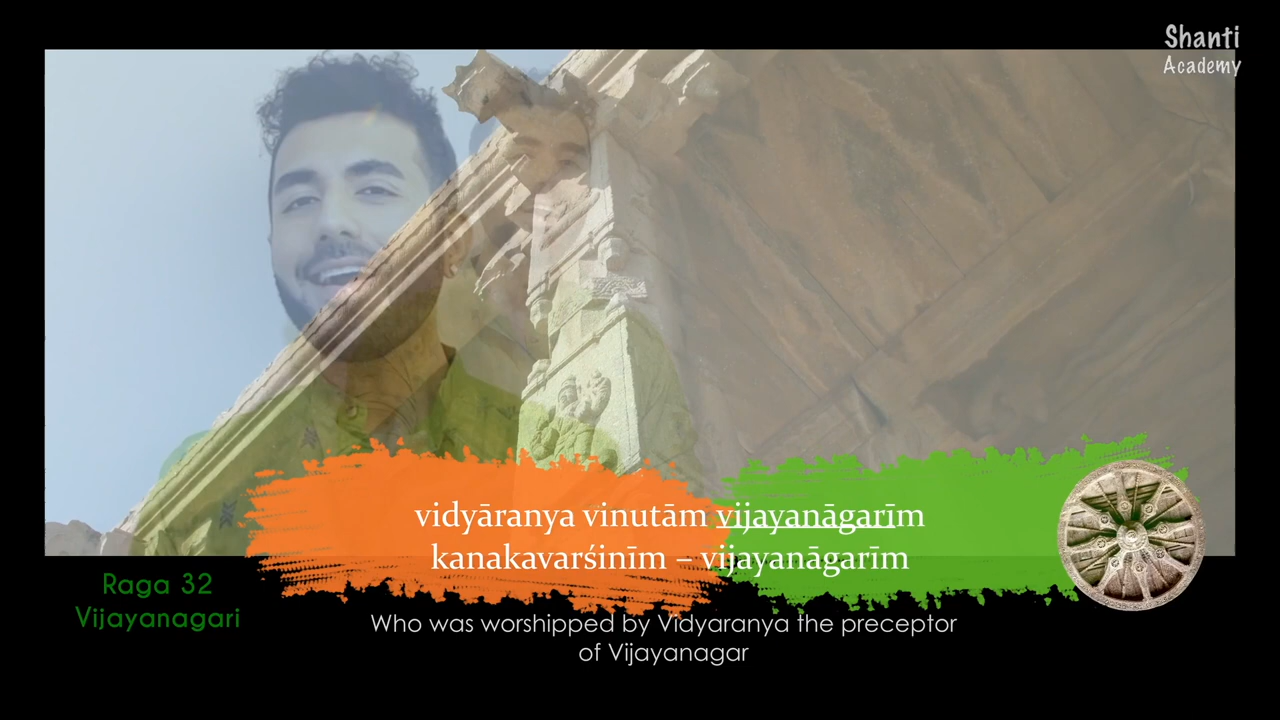 Shanti
Academy
vidyāranya vinutām vijayanāgarīm
kanakavarśinīm – vijayanāgarīm
Raga 32
Vijayanagari
Who was worshipped by Vidyaranya the preceptor
of Vijayanagar